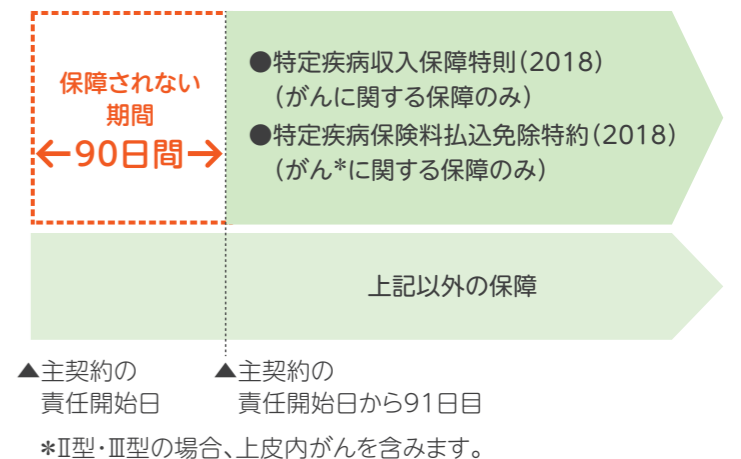 保障されない
期間
←90日間→
●特定疾病収入保障特則(2018)
(がんに関する保障のみ)
●特定疾病保険料払込免除特約(2018)
(がん*に関する保障のみ)
上記以外の保障
▲主契約の
責任開始日
▲主契約の
責任開始日から91日目
*Ⅱ型・Ⅲ型の場合、上皮内がんを含みます。